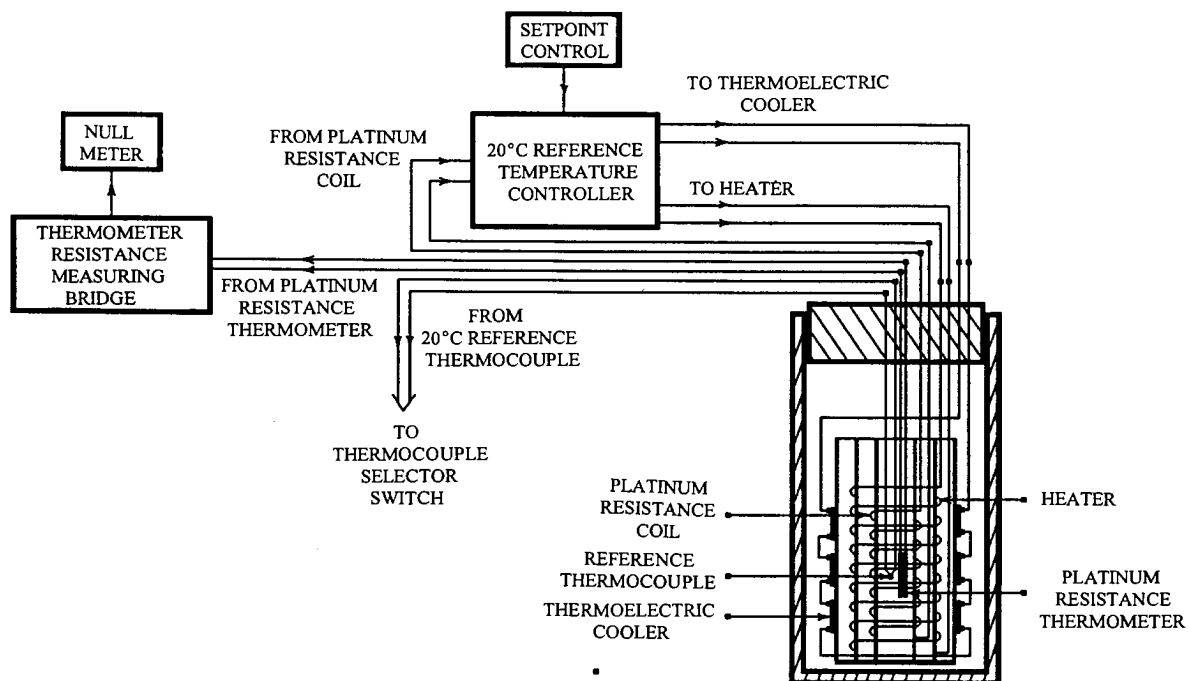 SETPOINT
CONTROL
TO THERMOELECTRIC
COOLER
NULL
METER
FROM PLATINUM
RESISTANCE
COIL
20°C REFERENCE
TEMPERATURE
CONTROLLER
TO HEATER
THERMOMETER
RESISTANCE
MEASURING
BRIDGE
FROM PLATINUM
RESISTANCE
THERMOMETER
FROM
20°C REFERENCE
THERMOCOUPLE
TO
THERMOCOUPLE
SELECTOR
SWITCH
PLATINUM
RESISTANCE
COIL
HEATER
REFERENCE
THERMOCOUPLE
PLATINUM
RESISTANCE
THERMOMETER
THERMOELECTRIC
COOLER